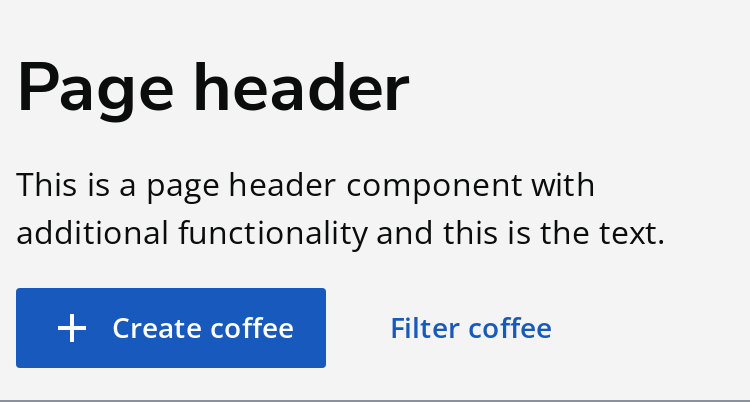 Page header
This is a page header component with
additional functionality and this is the text.
Create coffee
Filter coffee